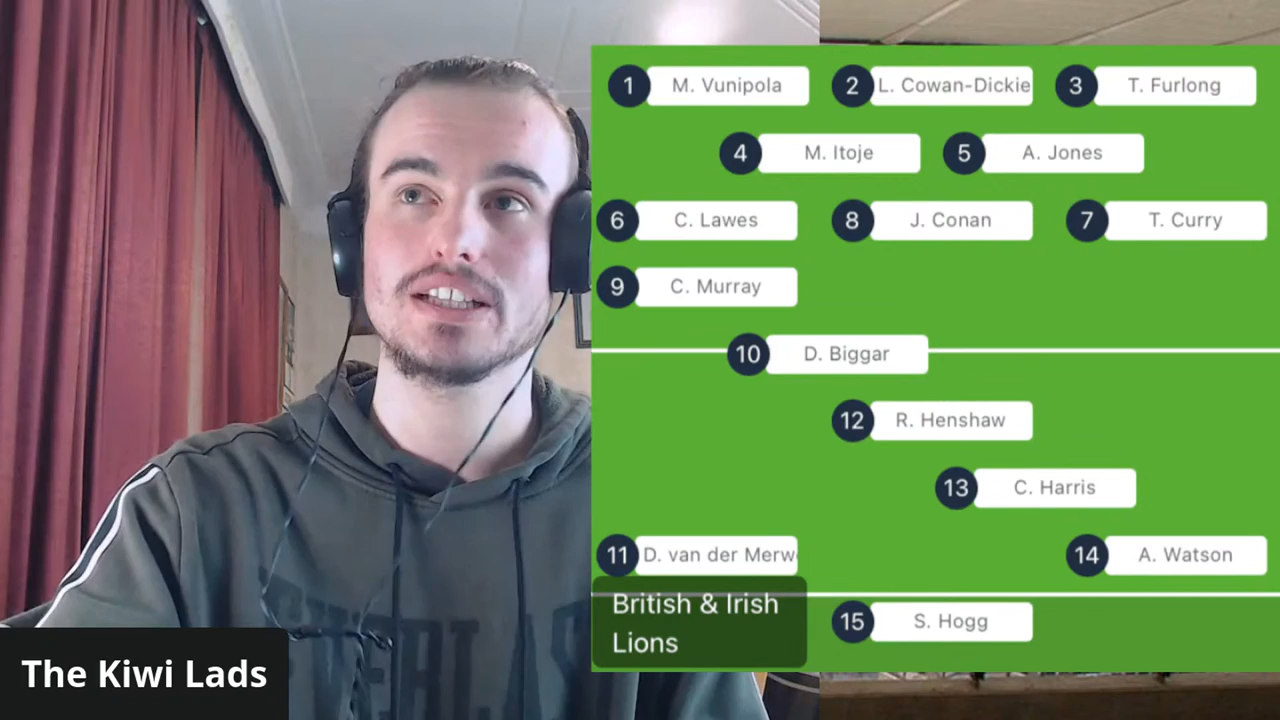 1 M. Vunipola 2 L. Cowan-Dickie 3 T. Furlong
4 M. Itoje 5 A. Jones
6 C. Lawes 8 J. Conan 7 T. Curry
9 C. Murray
10 D. Biggar
12 R. Henshaw
13 C. Harris
11 D. van der Merw 14 A. Watson
British & Irish
Lions
15 S. Hogg
The Kiwi Lads